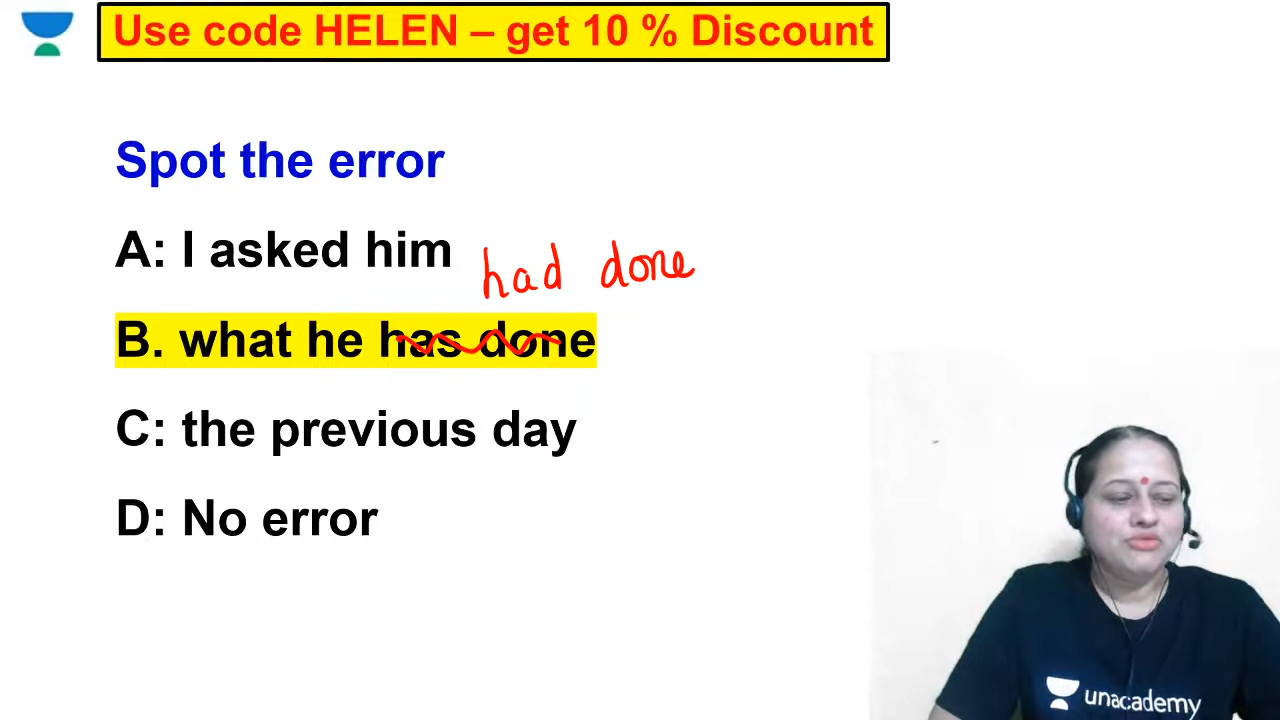 Use code HELEN – get 10 % Discount
Spot the error
A: I asked him
had done
B. what he has done
C: the previous day
D: No error
unacademy